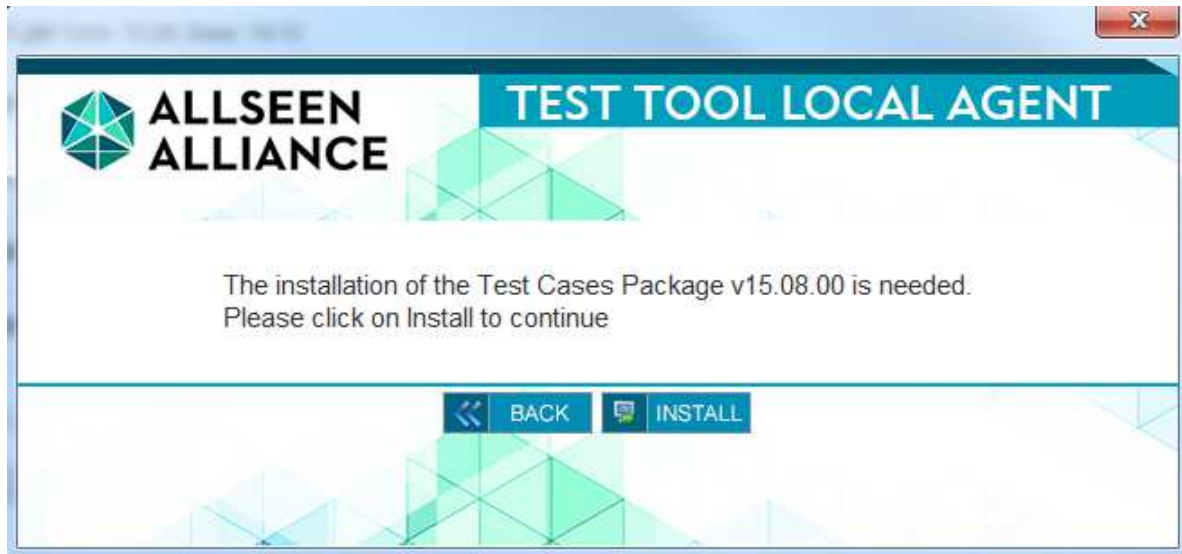 ALLSEEN
ALLIANCE
TEST TOOL LOCAL AGENT
The installation of the Test Cases Package v15.08.00 is needed.
Please click on Install to continue
BACK
INSTALL